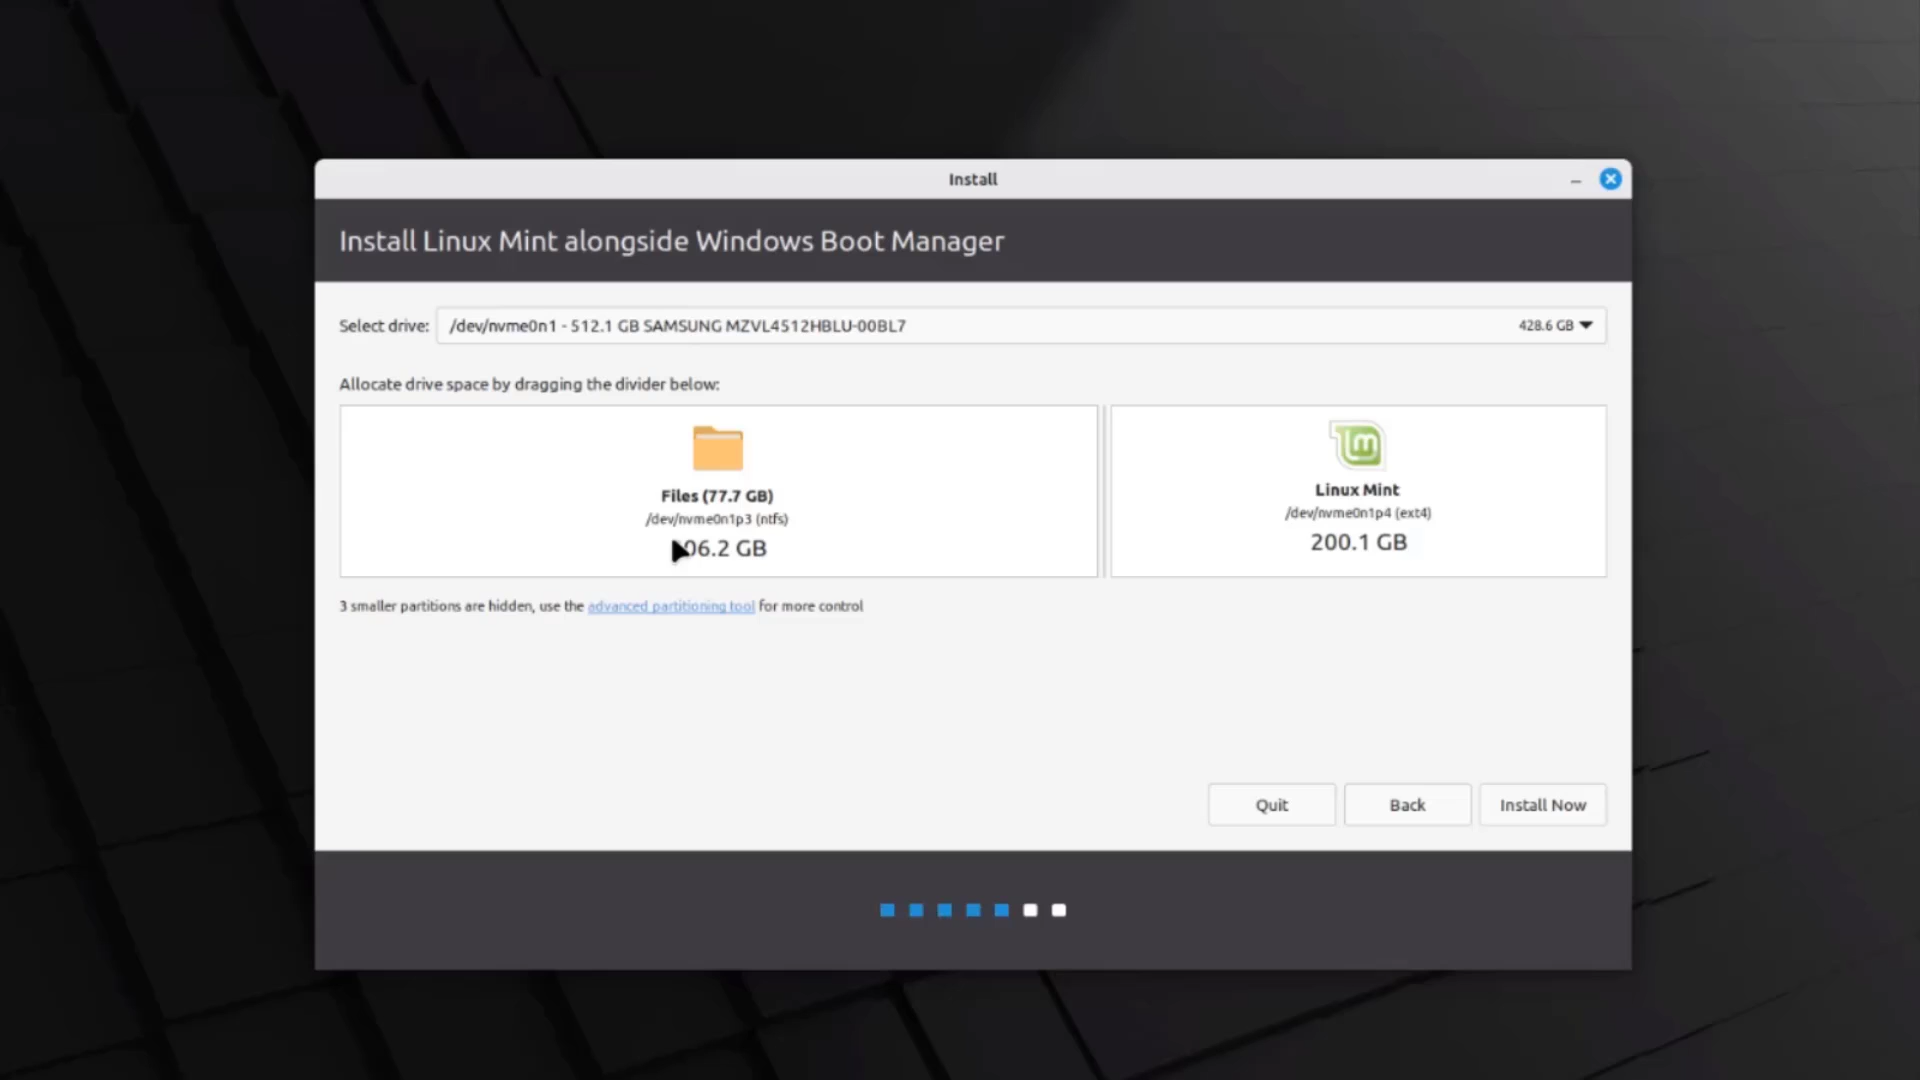 Install
Install Linux Mint alongside Windows Boot Manager
Select drive: /dev/nvme0n1 - 512.1 GB SAMSUNG MZVL4512HBLU-00BL7 428.6 GB
Allocate drive space by dragging the divider below:
Files (77.7 GB)
/dev/nvme0n1p3 (ntfs)
06.2 GB
lm
Linux Mint
/dev/nvme0n1p4 (ext4)
200.1 GB
3 smaller partitions are hidden, use the advanced partitioning tool for more control
Quit Back Install Now